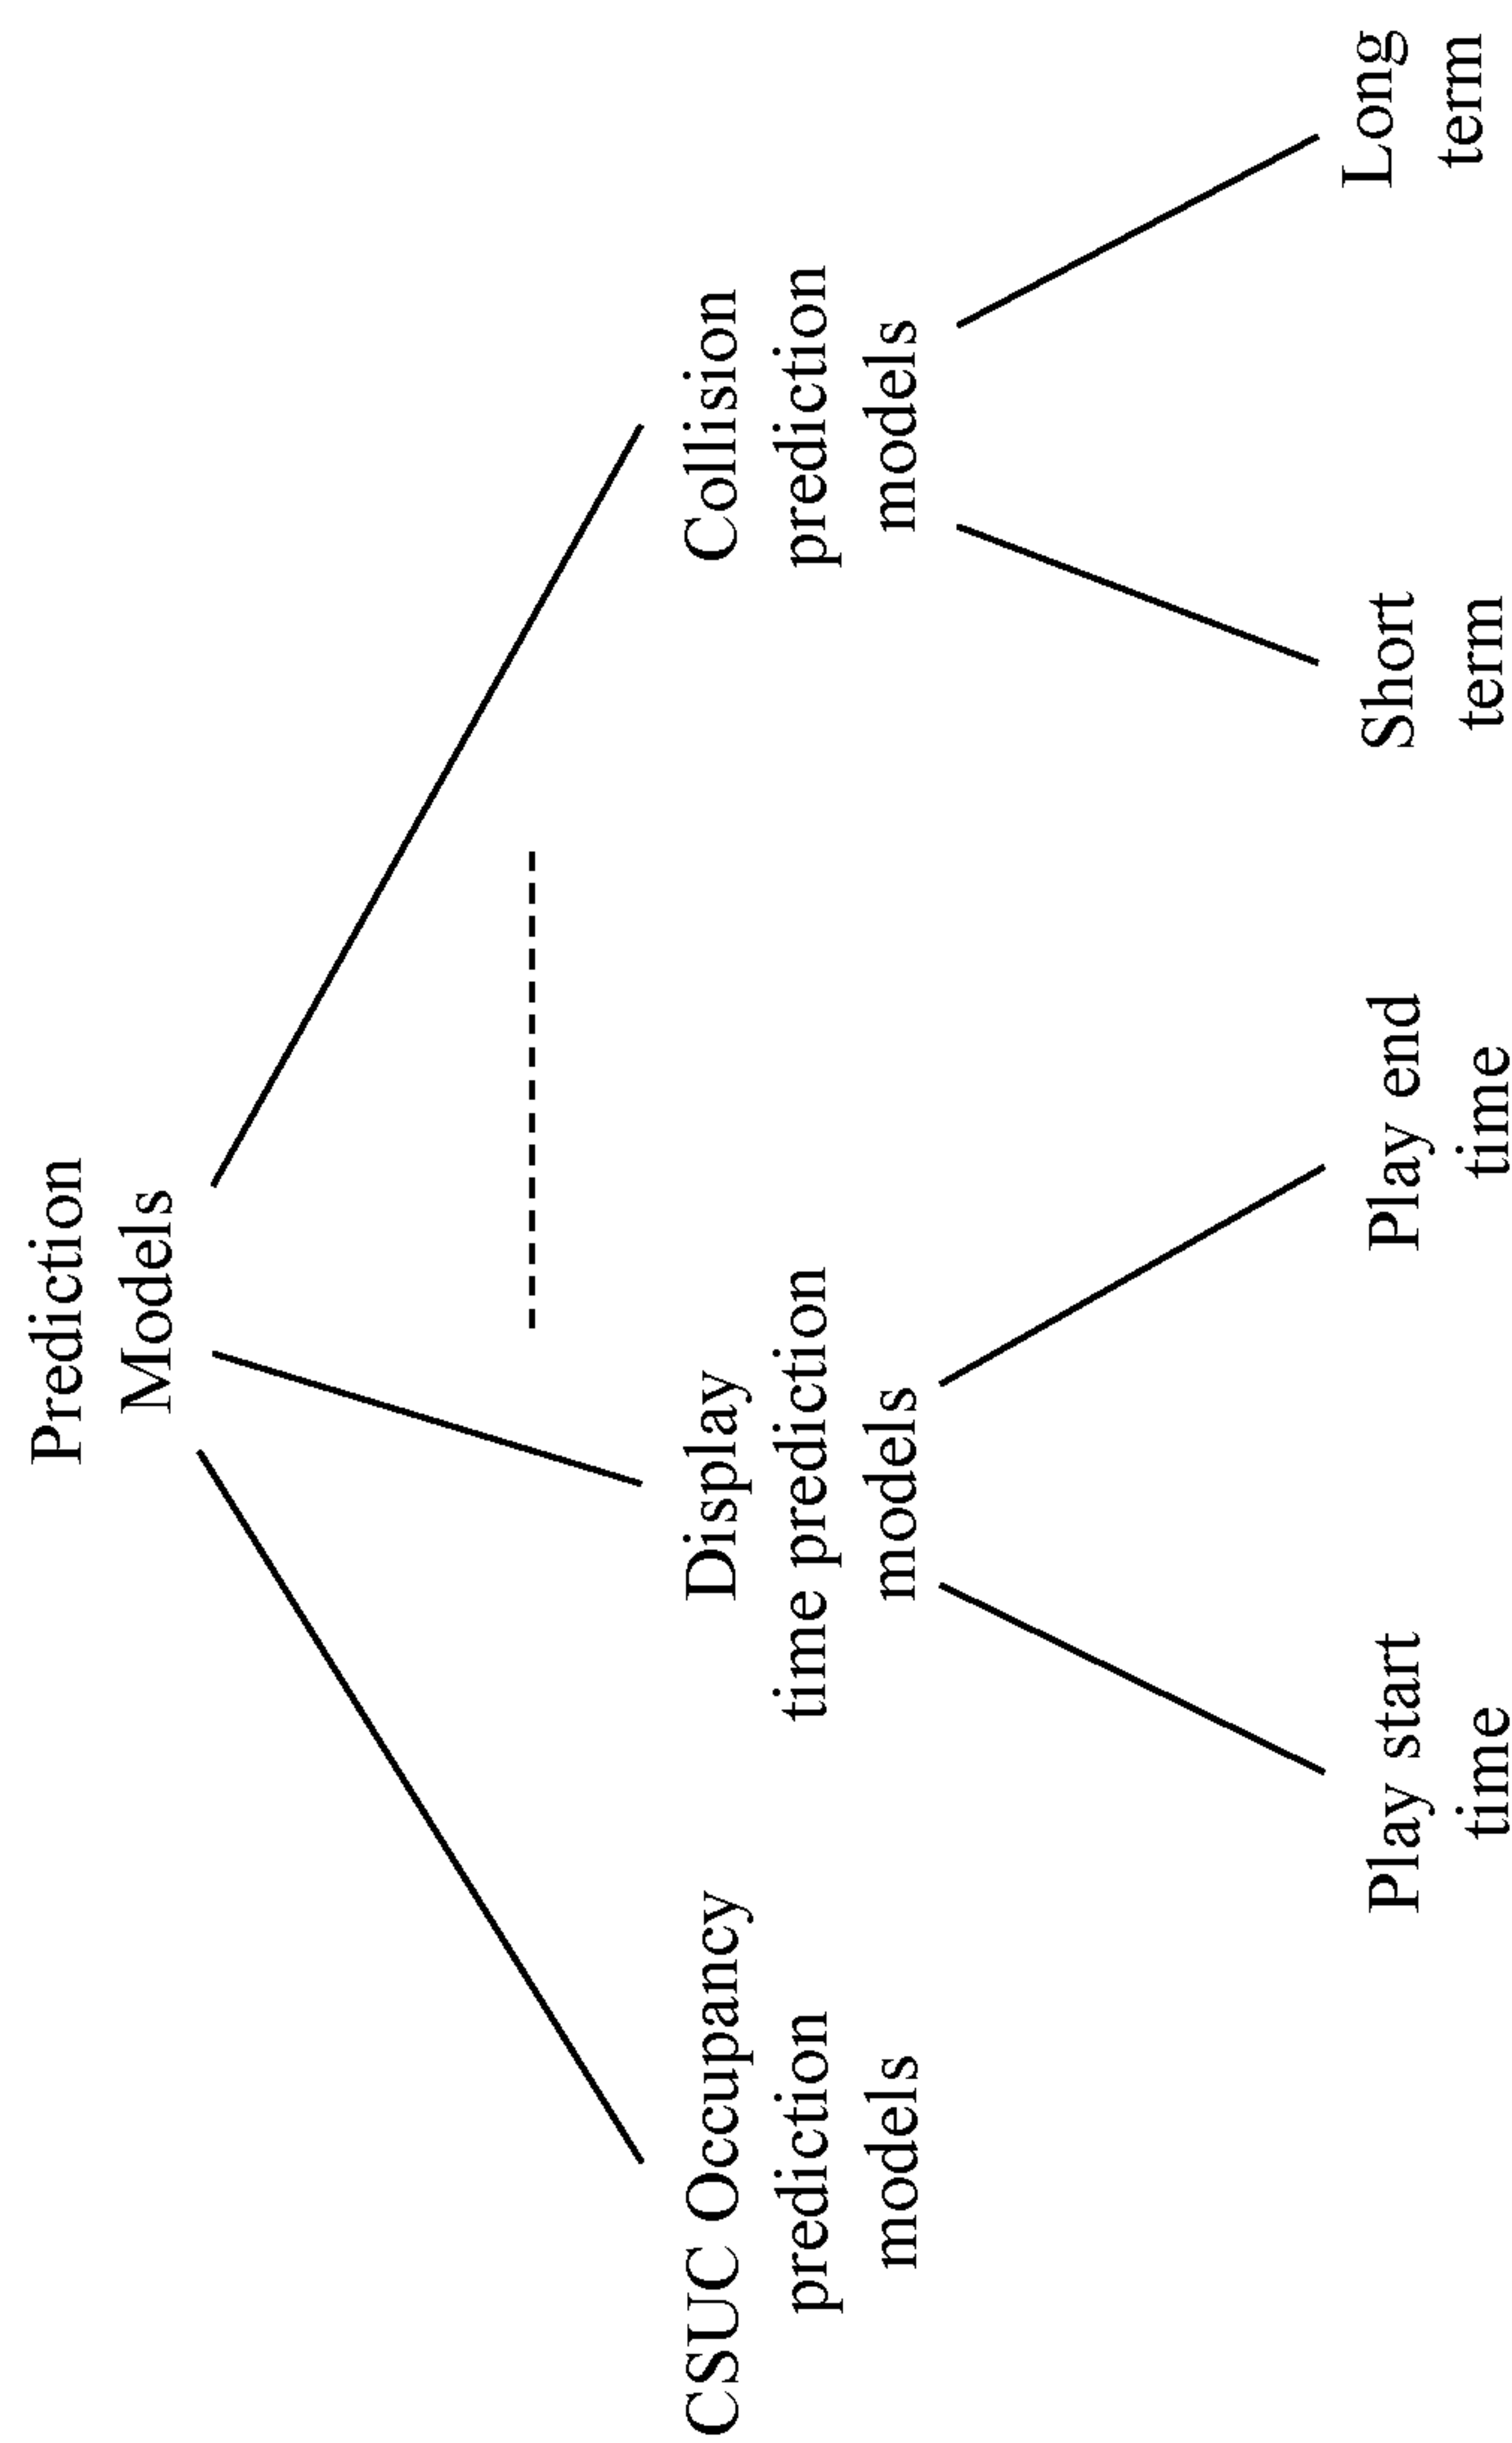 Prediction
Models
CSUC Occupancy
prediction
models
Display
time prediction
models
Collision
prediction
models
Play start
time
Play end
time
Short
term
Long
term